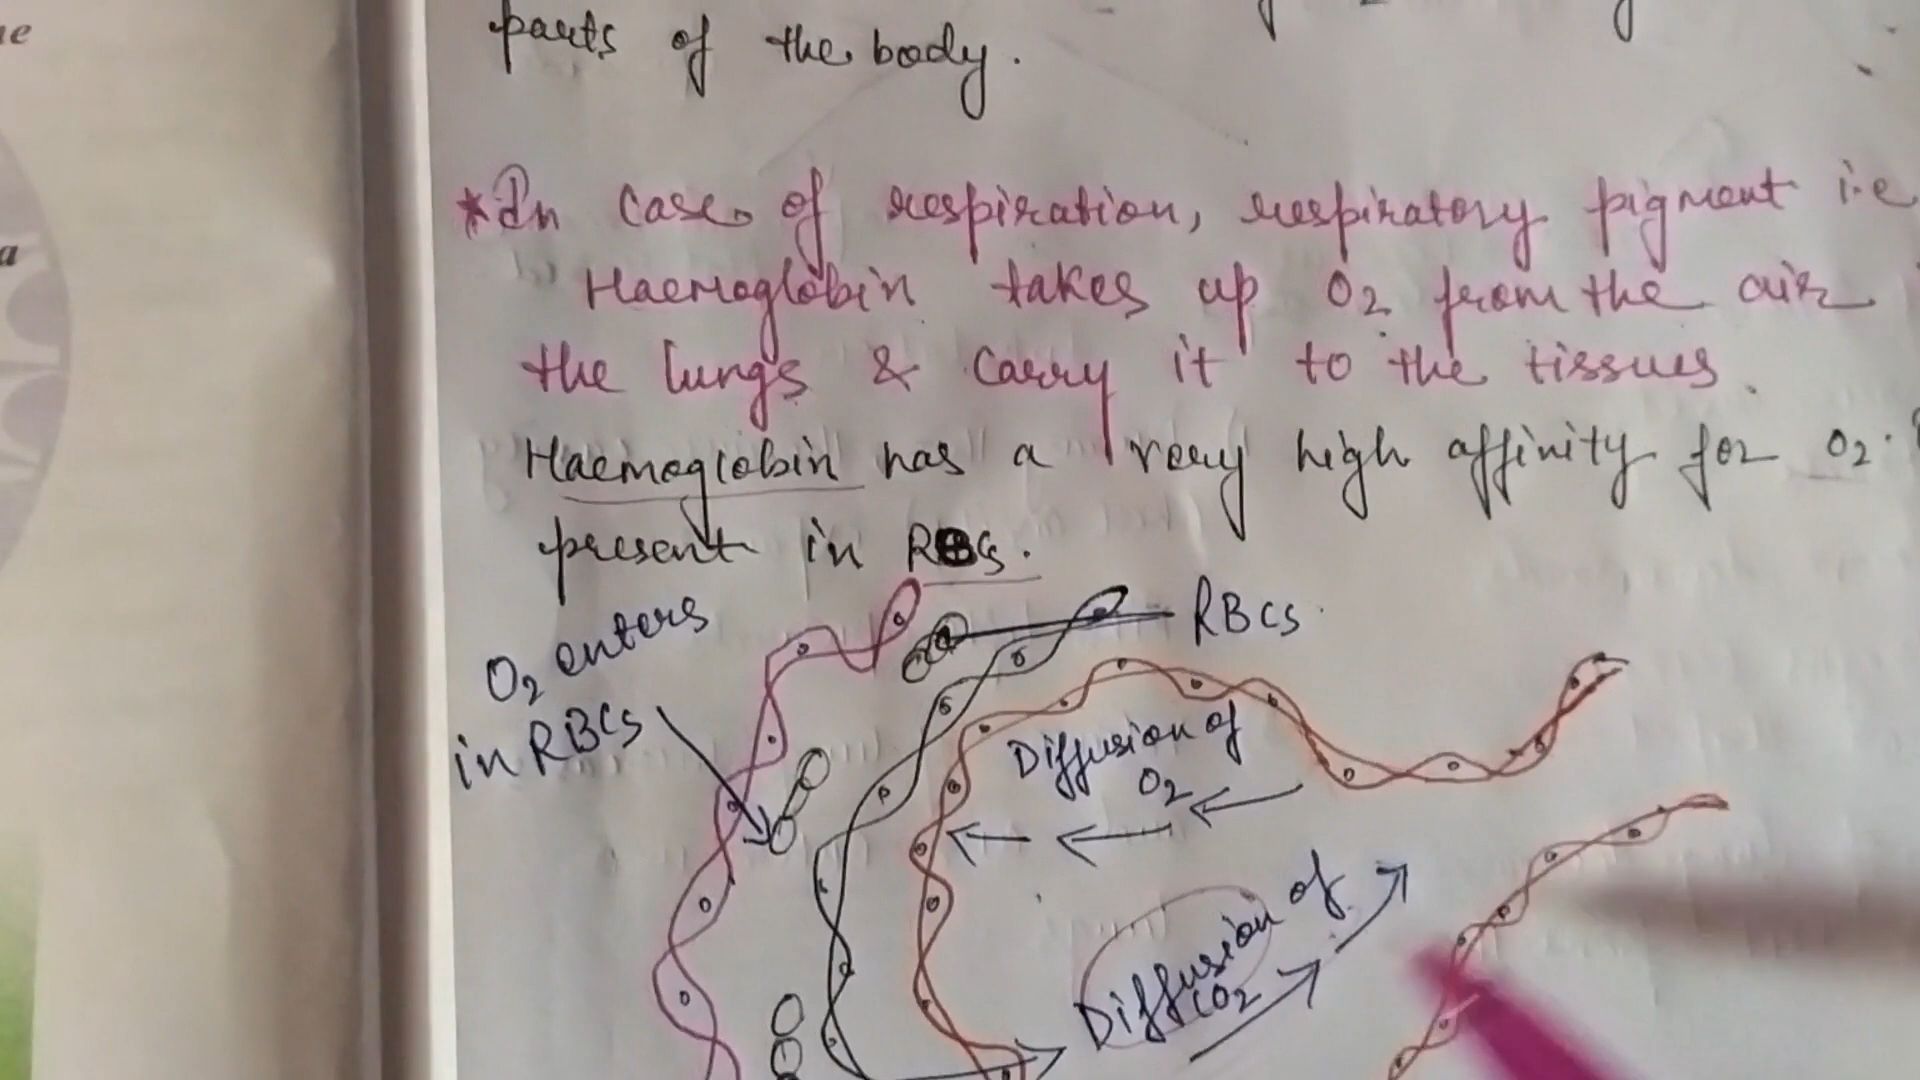 parts of the body.
*In case of respiration, respiratory pigment i.e
Haemoglobin takes up O2 from the air
the lungs & carry it to the tissues.
Haemoglobin has a very high affinity for O2.
present in RBCs.
O2 enters
in RBCs
RBCs
Diffusion of
O2
Diffusion of
CO2